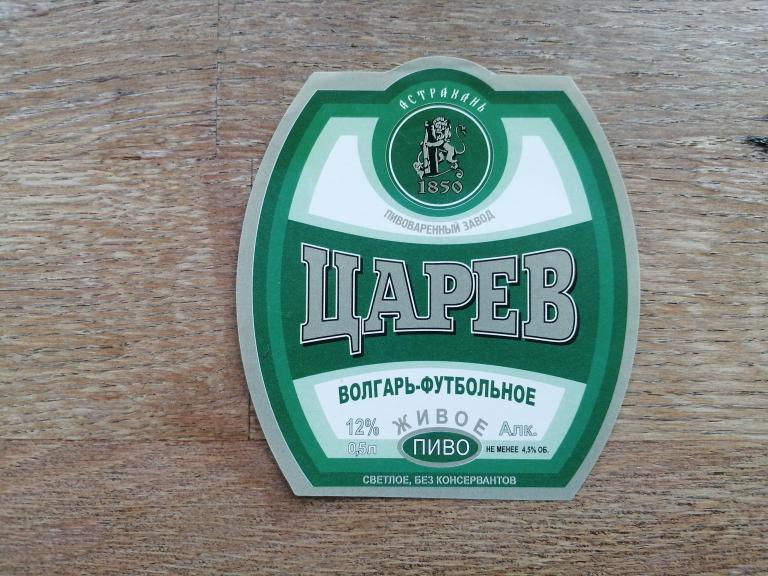 АСТРАХАНЬ
1850
ПИВОВАРЕННЫЙ ЗАВОД
ЦАРЕВ
ВОЛГАРЬ-ФУТБОЛЬНОЕ
12% ЖИВОЕ Алк.
0,5л ПИВО НЕ МЕНЕЕ 4,5% ОБ.
СВЕТЛОЕ, БЕЗ КОНСЕРВАНТОВ